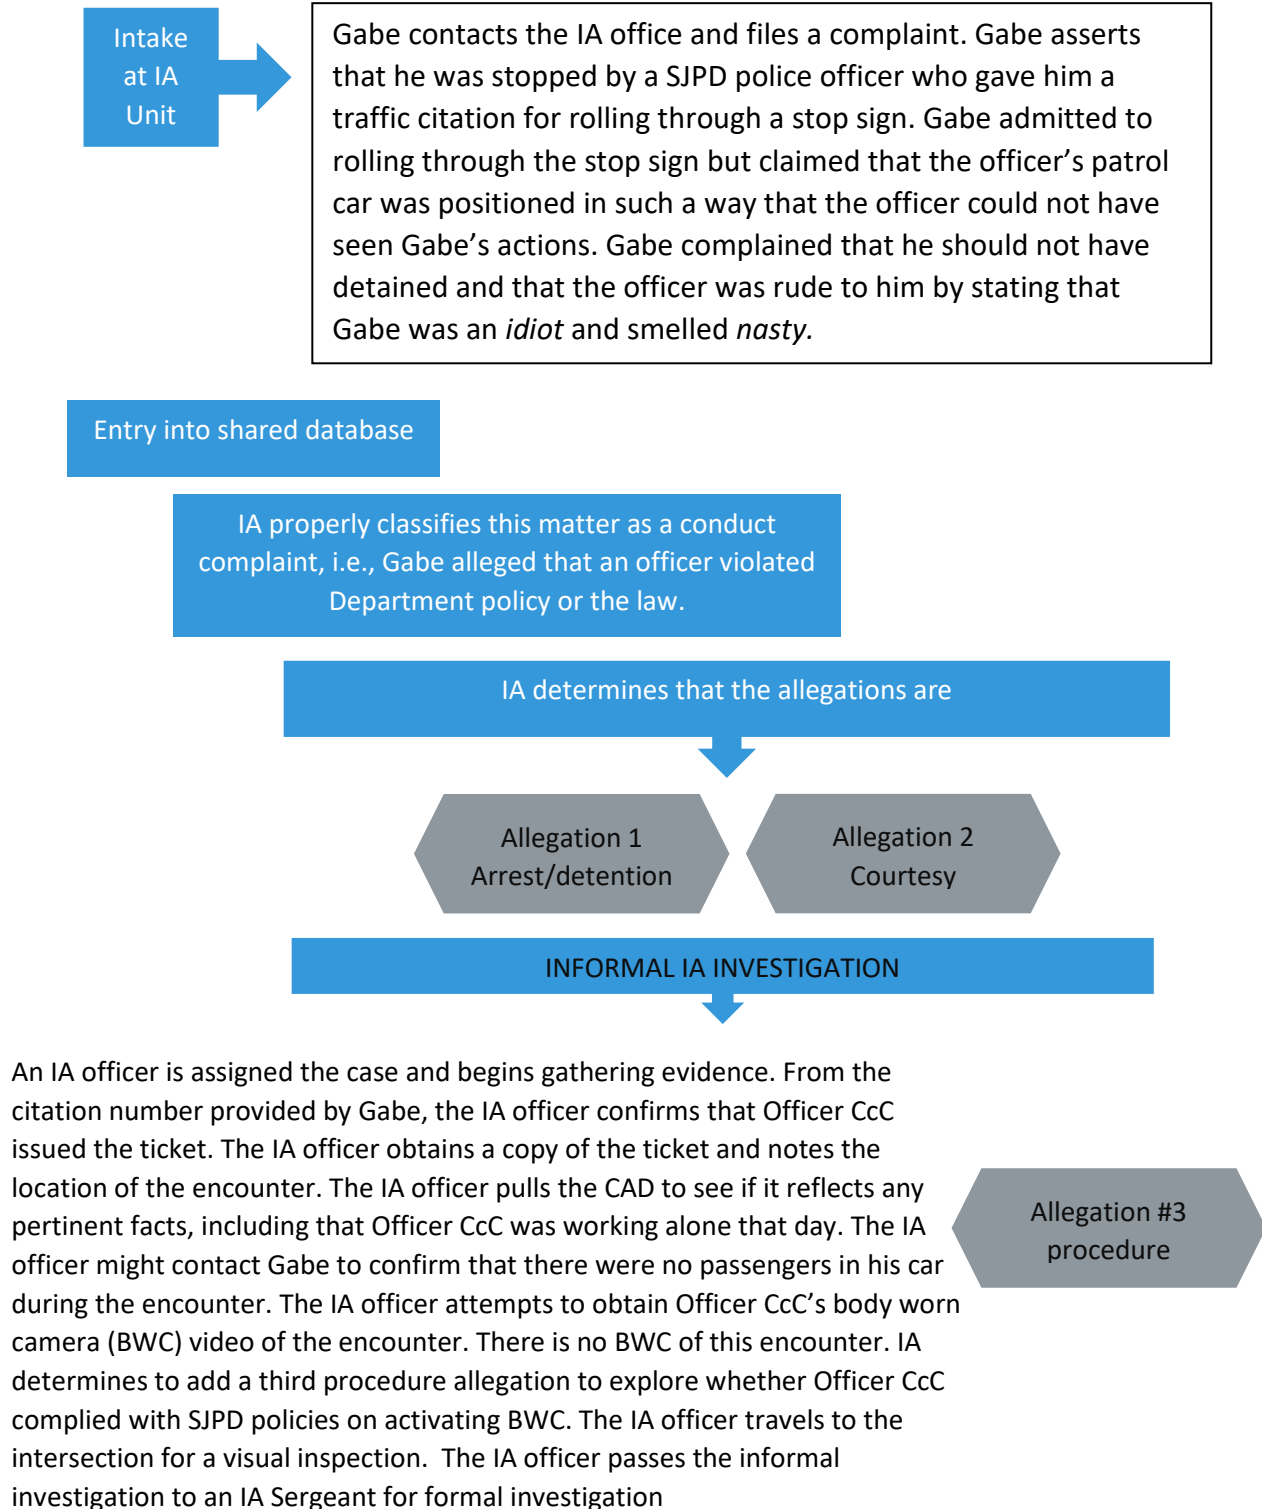 Intake
at IA
Unit
Gabe contacts the IA office and files a complaint. Gabe asserts
that he was stopped by a SJPD police officer who gave him a
traffic citation for rolling through a stop sign. Gabe admitted to
rolling through the stop sign but claimed that the officer’s patrol
car was positioned in such a way that the officer could not have
seen Gabe’s actions. Gabe complained that he should not have
detained and that the officer was rude to him by stating that
Gabe was an idiot and smelled nasty.
Entry into shared database
IA properly classifies this matter as a conduct
complaint, i.e., Gabe alleged that an officer violated
Department policy or the law.
IA determines that the allegations are
Allegation 1
Arrest/detention
Allegation 2
Courtesy
INFORMAL IA INVESTIGATION
An IA officer is assigned the case and begins gathering evidence. From the
citation number provided by Gabe, the IA officer confirms that Officer CcC
issued the ticket. The IA officer obtains a copy of the ticket and notes the
location of the encounter. The IA officer pulls the CAD to see if it reflects any
pertinent facts, including that Officer CcC was working alone that day. The IA
officer might contact Gabe to confirm that there were no passengers in his car
during the encounter. The IA officer attempts to obtain Officer CcC’s body worn
camera (BWC) video of the encounter. There is no BWC of this encounter. IA
determines to add a third procedure allegation to explore whether Officer CcC
complied with SJPD policies on activating BWC. The IA officer travels to the
intersection for a visual inspection.  The IA officer passes the informal
investigation to an IA Sergeant for formal investigation
Allegation #3
procedure